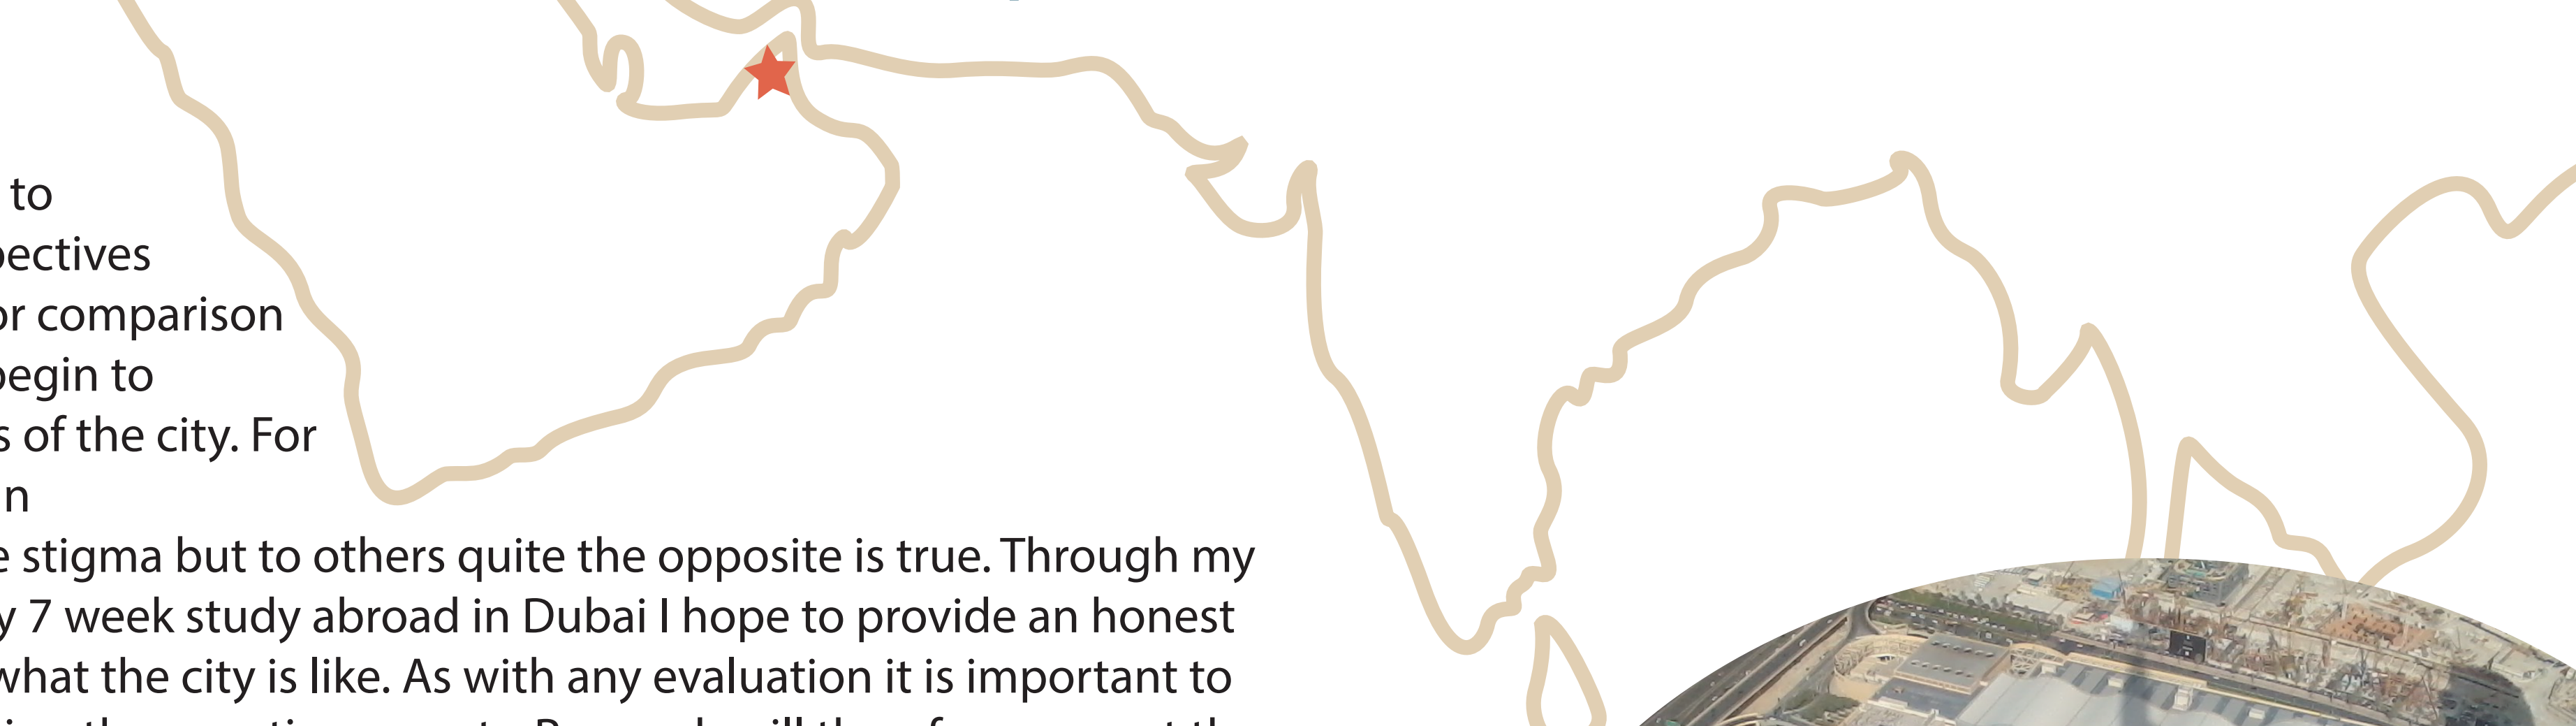 to
ectives
or comparison
begin to
s of the city. For
n
e stigma but to others quite the opposite is true. Through my
y 7 week study abroad in Dubai I hope to provide an honest
what the city is like. As with any evaluation it is important to